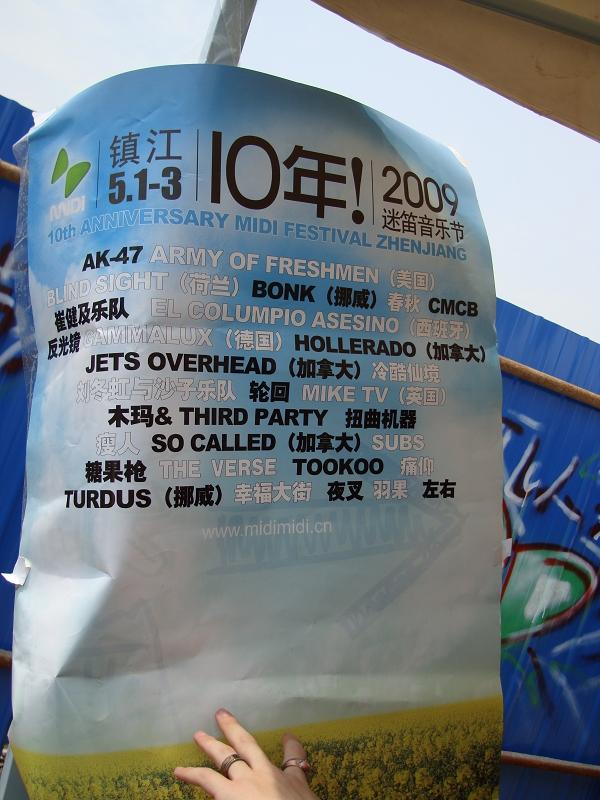 MIDI
镇江
5.1-3
10年!
2009
迷笛音乐节
10th ANNIVERSARY MIDI FESTIVAL ZHENJIANG
AK-47 ARMY OF FRESHMEN（美国）
BLIND SIGHT（荷兰） BONK（挪威） 春秋 CMCB
崔健及乐队 EL COLUMPIO ASESINO（西班牙）
反光镜 GAMMALUX（德国） HOLLERADO（加拿大）
JETS OVERHEAD（加拿大） 冷酷仙境
刘冬虹与沙子乐队 轮回 MIKE TV（英国）
木玛& THIRD PARTY 扭曲机器
瘦人 SO CALLED（加拿大） SUBS
糖果枪 THE VERSE TOOKOO 痛仰
TURDUS（挪威） 幸福大街 夜叉 羽果 左右
www.midimidi.cn